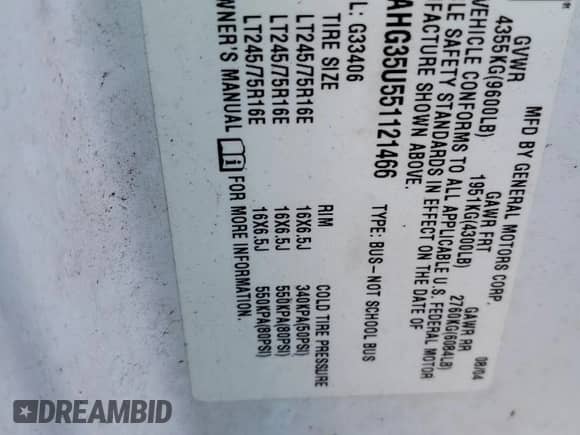 MFD BY GENERAL MOTORS CORP. 08/04
GVWR GAWR FRT GAWR RR
4355KG(9600LB) 1951KG(4300LB) 2760KG(6084LB)
VEHICLE CONFORMS TO ALL APPLICABLE U.S. FEDERAL MOTOR
LE SAFETY STANDARDS IN EFFECT ON THE DATE OF
FACTURE SHOWN ABOVE.
AHG35U551121466 TYPE: BUS-NOT SCHOOL BUS
L: G33406
TIRE SIZE RIM COLD TIRE PRESSURE
LT245/75R16E 16X6.5J 340KPA(50PSI)
LT245/75R16E 16X6.5J 550KPA(80PSI)
LT245/75R16E 16X6.5J 550KPA(80PSI)
OWNER'S MANUAL FOR MORE INFORMATION.
DREAMBID